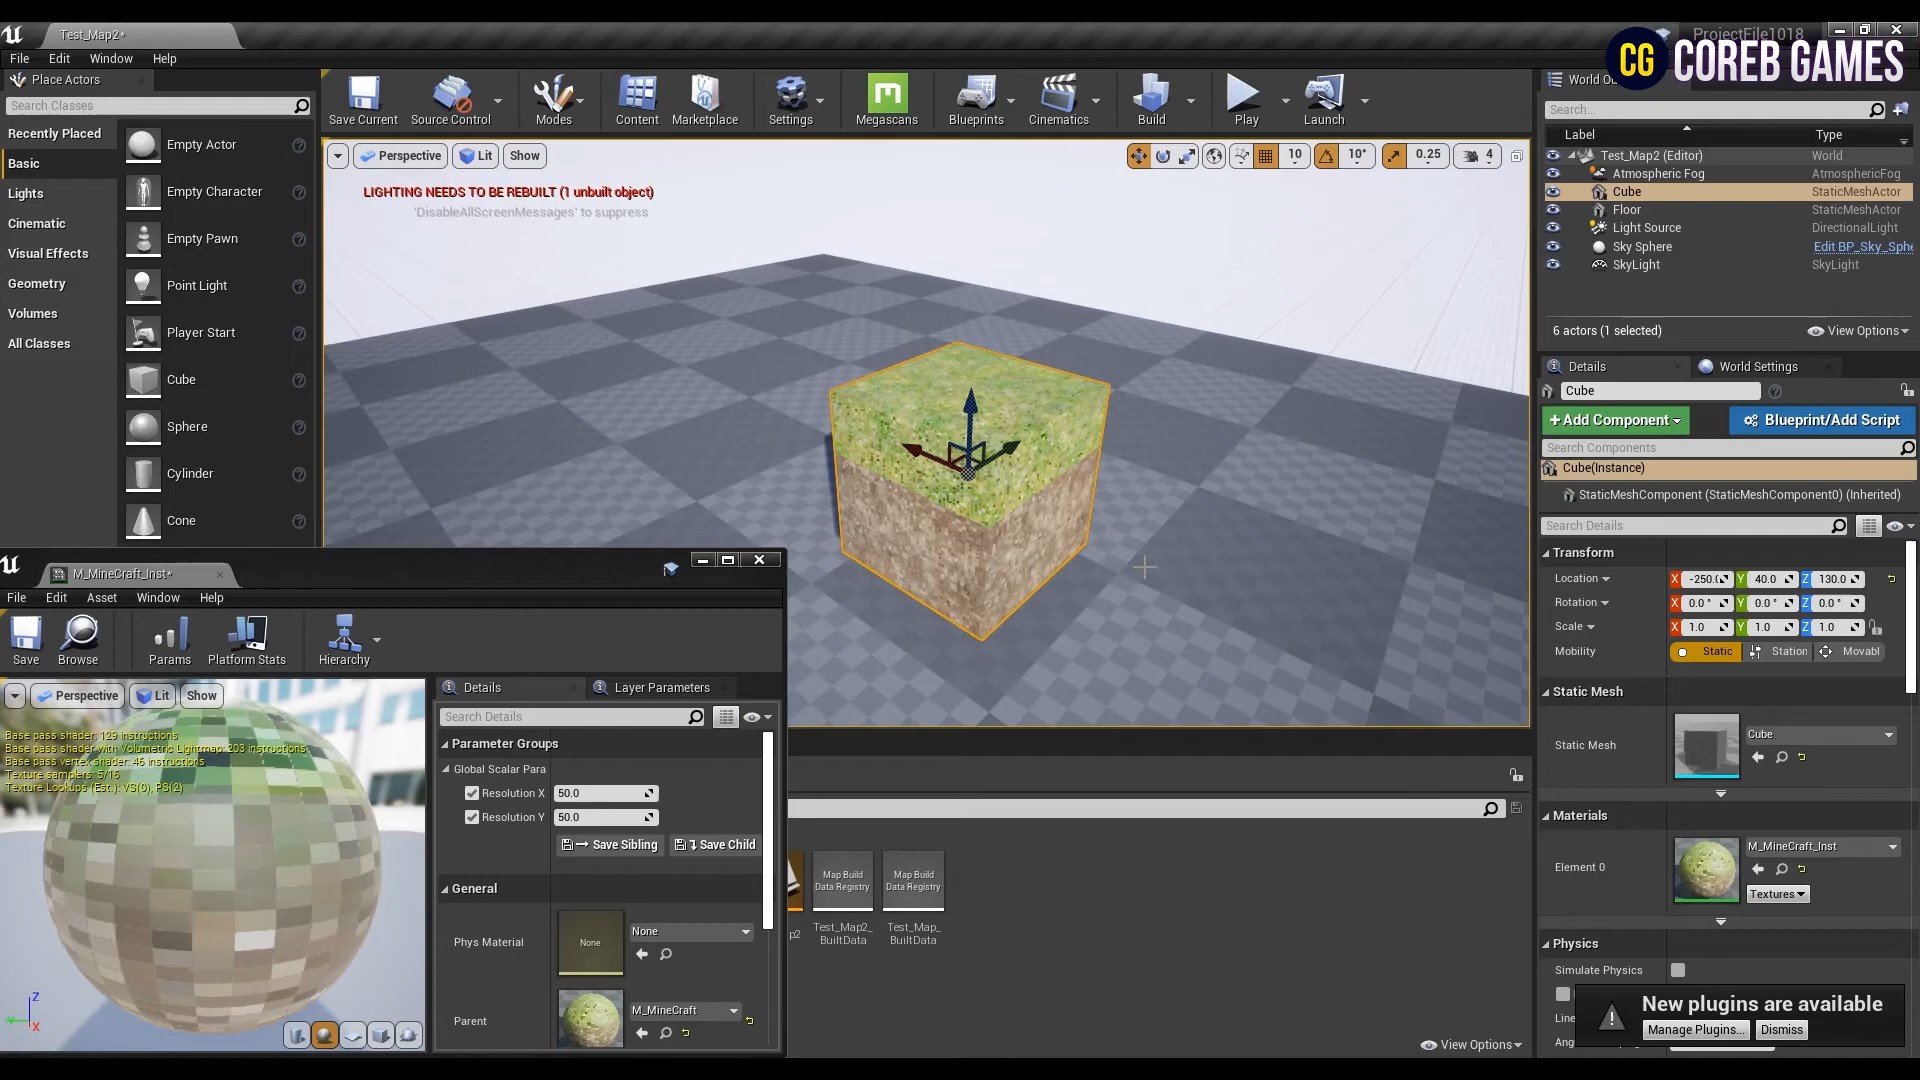 Test_Map2*
ProjectFile1018
CG COREB GAMES
File Edit Window Help
Place Actors
Search Classes
Recently Placed
Basic
Lights
Cinematic
Visual Effects
Geometry
Volumes
All Classes
Empty Actor
Empty Character
Empty Pawn
Point Light
Player Start
Cube
Sphere
Cylinder
Cone
Save Current Source Control Modes Content Marketplace Settings Megascans Blueprints Cinematics Build Play Launch
Perspective Lit Show
10 10° 0.25 4
LIGHTING NEEDS TO BE REBUILT (1 unbuilt object)
'DisableAllScreenMessages' to suppress
World Ou
Search...
Label Type
Test_Map2 (Editor) World
Atmospheric Fog AtmosphericFog
Cube StaticMeshActor
Floor StaticMeshActor
Light Source DirectionalLight
Sky Sphere Edit BP_Sky_Sphe
SkyLight SkyLight
6 actors (1 selected) View Options
Details World Settings
Cube
+Add Component Blueprint/Add Script
Search Components
Cube(Instance)
StaticMeshComponent (StaticMeshComponent0) (Inherited)
Search Details
Transform
Location X -250.( Y 40.0 Z 130.0
Rotation X 0.0 ° Y 0.0 ° Z 0.0 °
Scale X 1.0 Y 1.0 Z 1.0
Mobility Static Station Movabl
Static Mesh
Static Mesh Cube
Materials
Element 0 M_MineCraft_Inst
Textures
Physics
Simulate Physics
Line
New plugins are available
Manage Plugins... Dismiss
M_MineCraft_Inst*
File Edit Asset Window Help
Save Browse Params Platform Stats Hierarchy
Perspective Lit Show
Base pass shader: 129 instructions
Base pass shader with Volumetric Lightmap: 203 instructions
Base pass vertex shader: 46 instructions
Texture samplers: 5/16
Texture Lookups (Est.): VS(0), PS(2)
Z
Y
X
Details Layer Parameters
Search Details
Parameter Groups
Global Scalar Para
Resolution X 50.0
Resolution Y 50.0
Save Sibling Save Child
General
Phys Material None None
Parent M_MineCraft
Map Build Data Registry
Map Build Data Registry
p2
Test_Map2_BuiltData
Test_Map_BuiltData
View Options